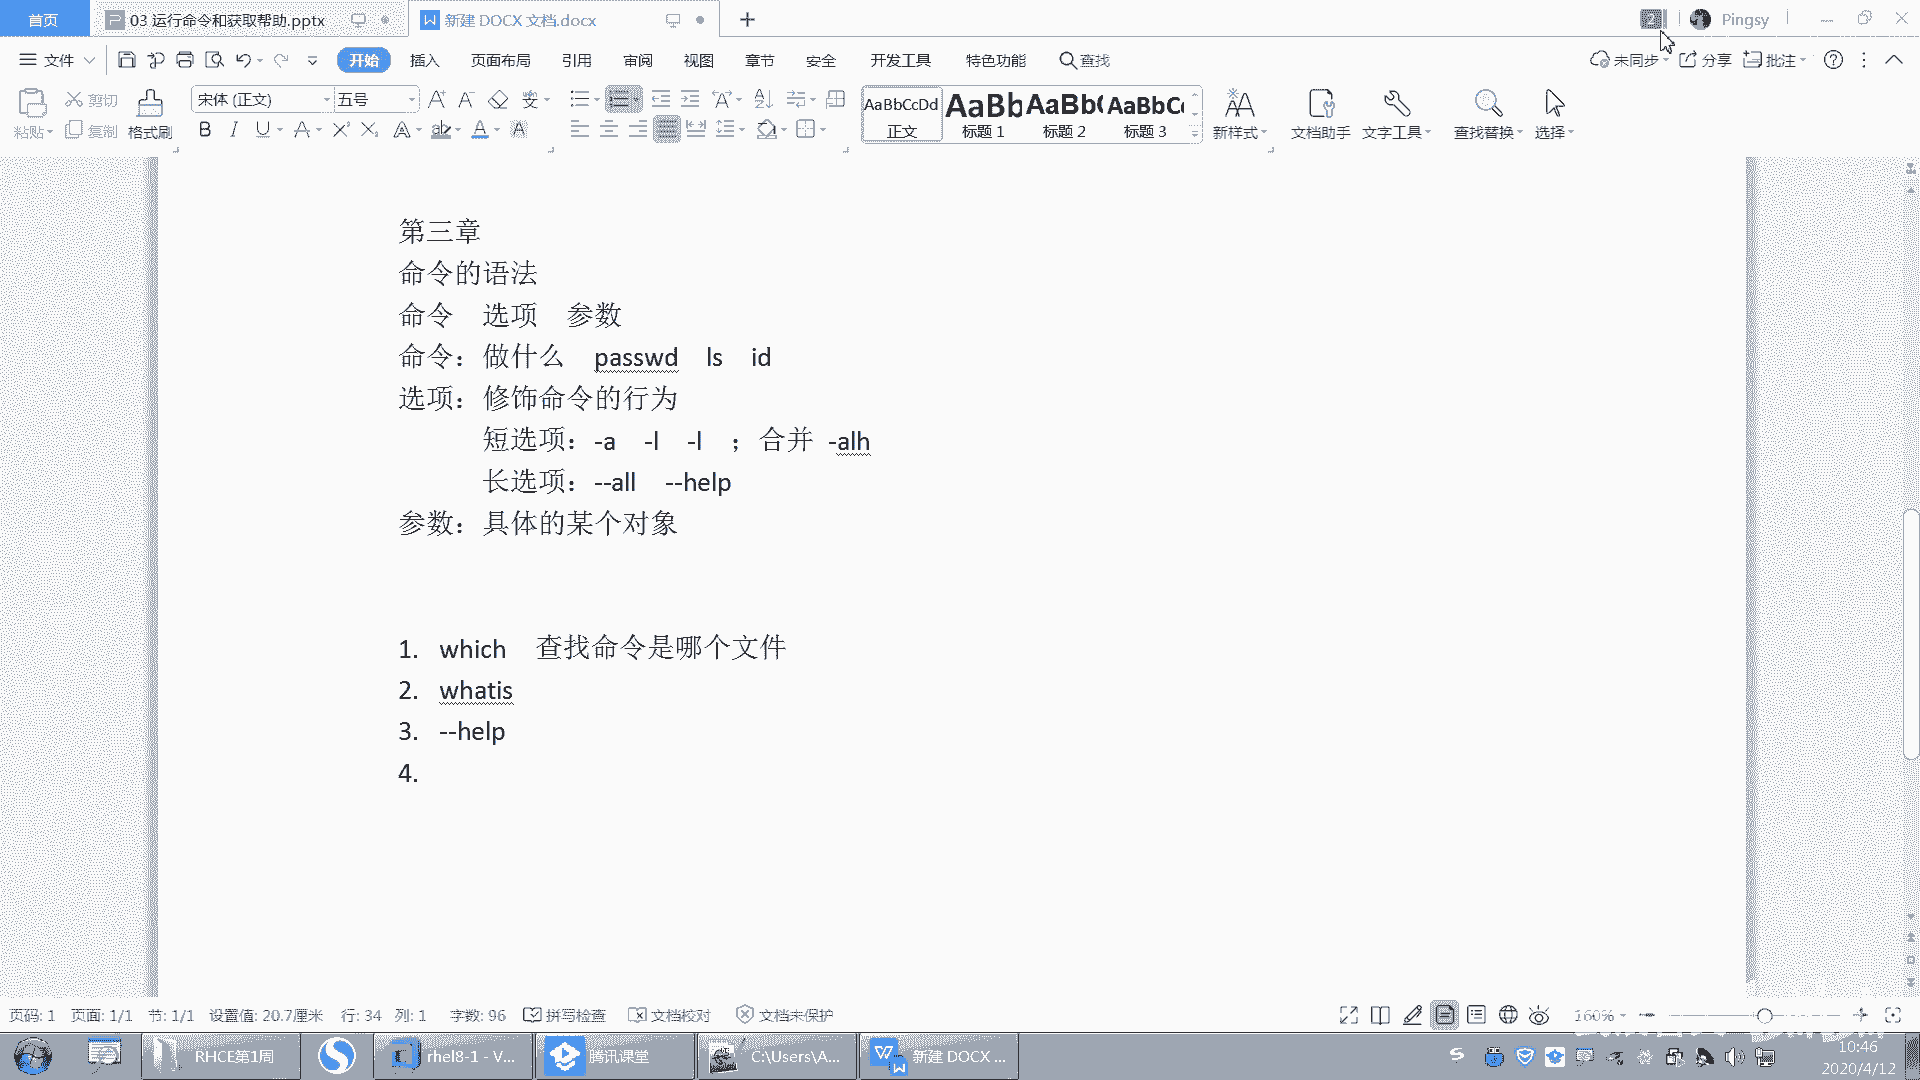 首页
03 运行命令和获取帮助.pptx
新建 DOCX 文档.docx
Pingsy
文件
开始 插入 页面布局 引用 审阅 视图 章节 安全 开发工具 特色功能 查找
未同步 分享 批注
粘贴 剪切 复制 格式刷
宋体 (正文) 五号
AaBbCcDd AaBb AaBb( AaBbC
正文 标题 1 标题 2 标题 3
新样式 文档助手 文字工具 查找替换 选择
第三章
命令的语法
命令 选项 参数
命令：做什么 passwd ls id
选项：修饰命令的行为
短选项：-a -l -l ；合并 -alh
长选项：--all --help
参数：具体的某个对象
1. which 查找命令是哪个文件
2. whatis
3. --help
4.
页码: 1 页面: 1/1 节: 1/1 设置值: 20.7厘米 行: 34 列: 1 字数: 96 拼写检查 文档校对 文档未保护
160%
RHCE第1周
rhel8-1 - V...
腾讯课堂
C:\Users\A...
新建 DOCX ...
10:46
2020/4/12